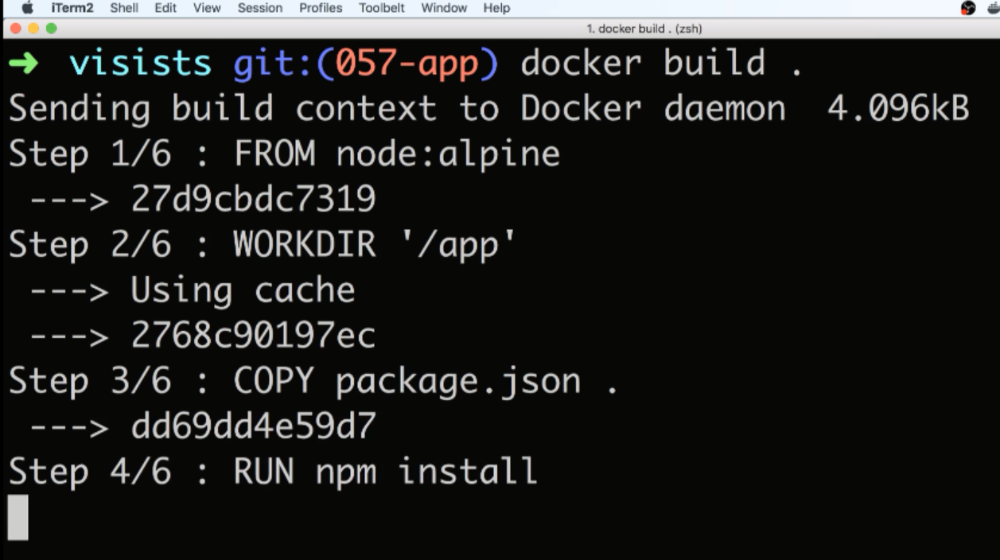 iTerm2 Shell Edit View Session Profiles Toolbelt Window Help
1. docker build . (zsh)
→ visists git:(057-app) docker build .
Sending build context to Docker daemon  4.096kB
Step 1/6 : FROM node:alpine
 ---> 27d9cbdc7319
Step 2/6 : WORKDIR '/app'
 ---> Using cache
 ---> 2768c90197ec
Step 3/6 : COPY package.json .
 ---> dd69dd4e59d7
Step 4/6 : RUN npm install